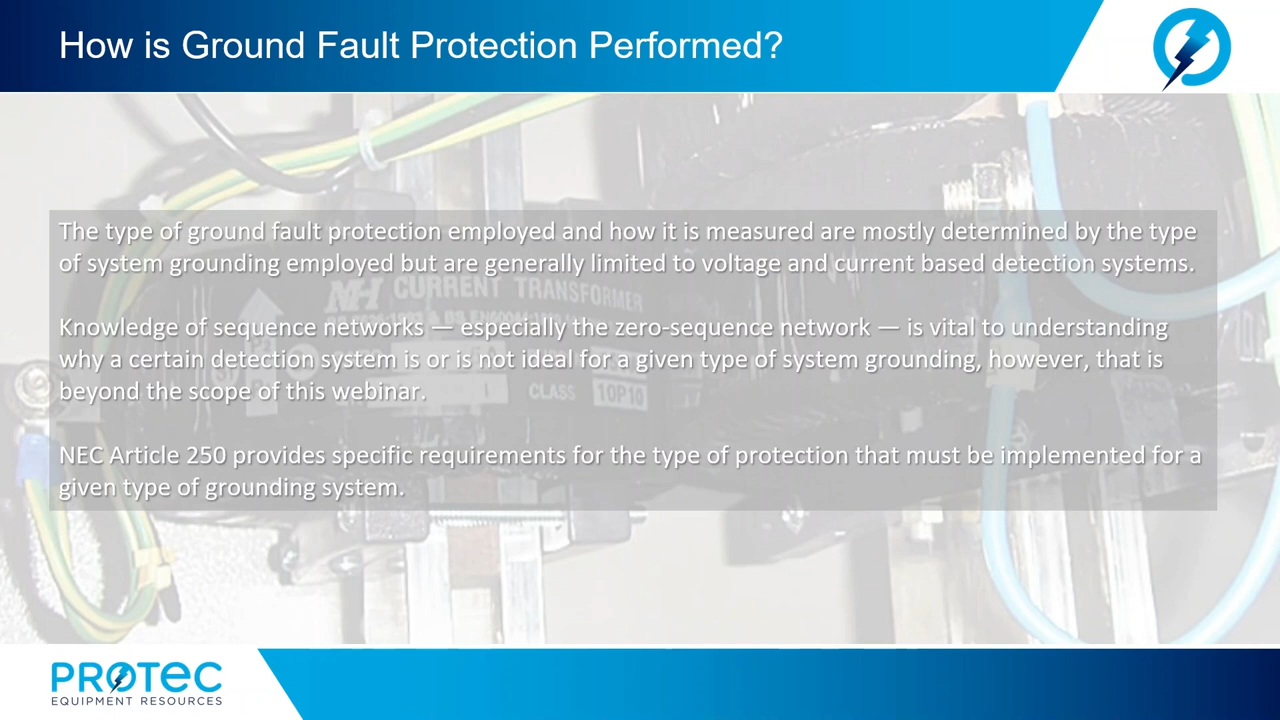 How is Ground Fault Protection Performed?
The type of ground fault protection employed and how it is measured are mostly determined by the type
of system grounding employed but are generally limited to voltage and current based detection systems.
CURRENT TRANSFORMER
Knowledge of sequence networks — especially the zero-sequence network — is vital to understanding
why a certain detection system is or is not ideal for a given type of system grounding, however, that is
beyond the scope of this webinar.
CLASS 10P10
NEC Article 250 provides specific requirements for the type of protection that must be implemented for a
given type of grounding system.
PROTEC
EQUIPMENT RESOURCES